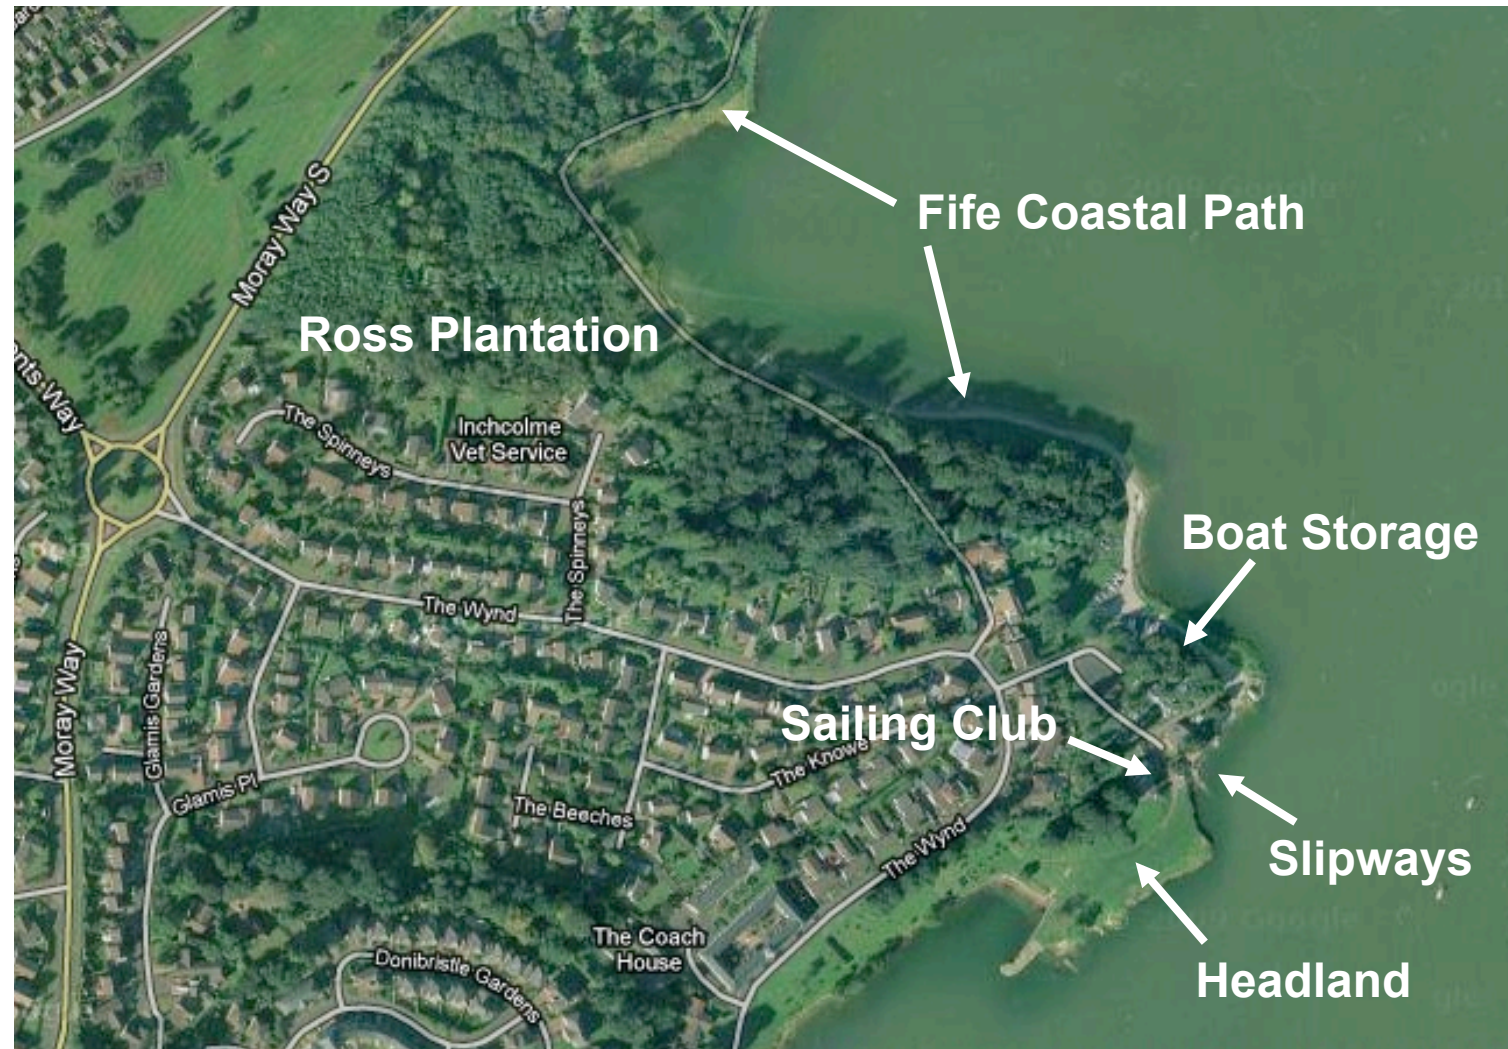 Fife Coastal Path
Moray Way S
Ross Plantation
The Spinneys
Inchcolme
Vet Service
The Spinneys
Boat Storage
The Wynd
Glamis Gardens
Moray Way
Sailing Club
The Knowe
Glamis Pl
The Beeches
The Wynd
Slipways
The Coach
House
Donibristle Gardens
Headland